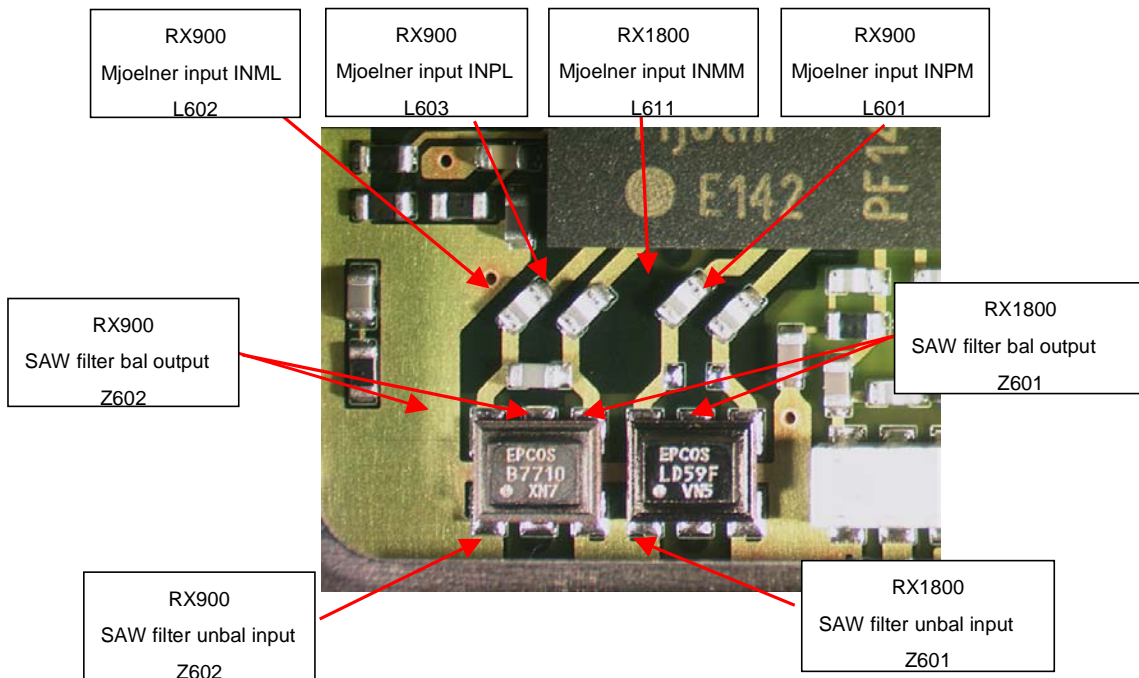 RX900
Mjoelner input INML
L602
RX900
Mjoelner input INPL
L603
RX1800
Mjoelner input INMM
L611
RX900
Mjoelner input INPM
L601
E142
PF14
RX900
SAW filter bal output
Z602
RX1800
SAW filter bal output
Z601
EPCOS
B7710
XN7
EPCOS
LD59F
VN5
RX900
SAW filter unbal input
Z602
RX1800
SAW filter unbal input
Z601